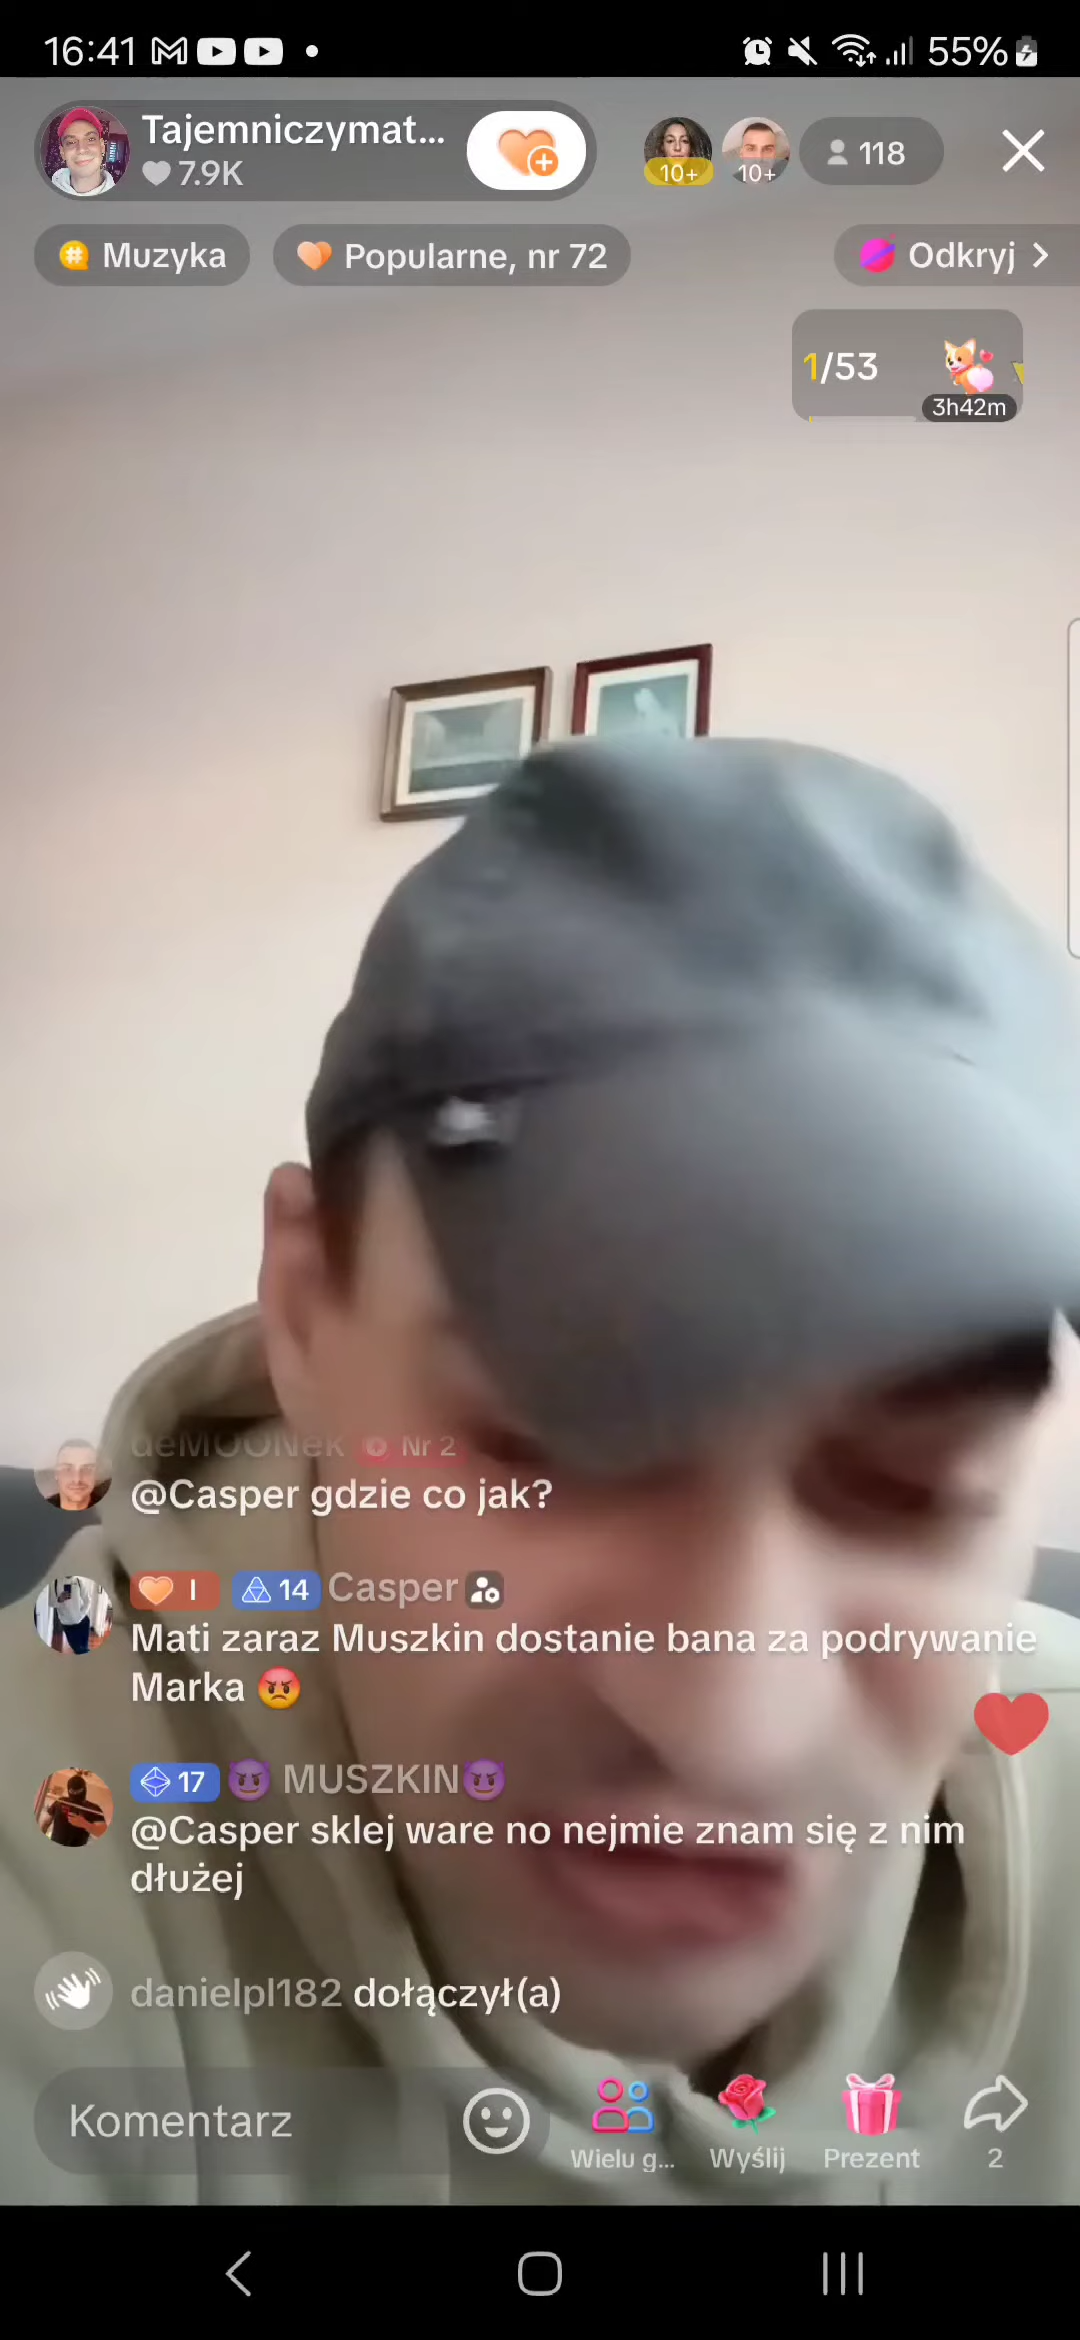 16:41
55%
Tajemniczymat...
7.9K
10+
10+
118
Muzyka
Popularne, nr 72
Odkryj
1/53
3h42m
deMOONek Nr 2
@Casper gdzie co jak?
I 14 Casper
Mati zaraz Muszkin dostanie bana za podrywanie
Marka 😡
17 😈 MUSZKIN😈
@Casper sklej ware no nejmie znam się z nim
dłużej
danielpl182 dołączył(a)
Komentarz
Wielu g...
Wyślij
Prezent
2